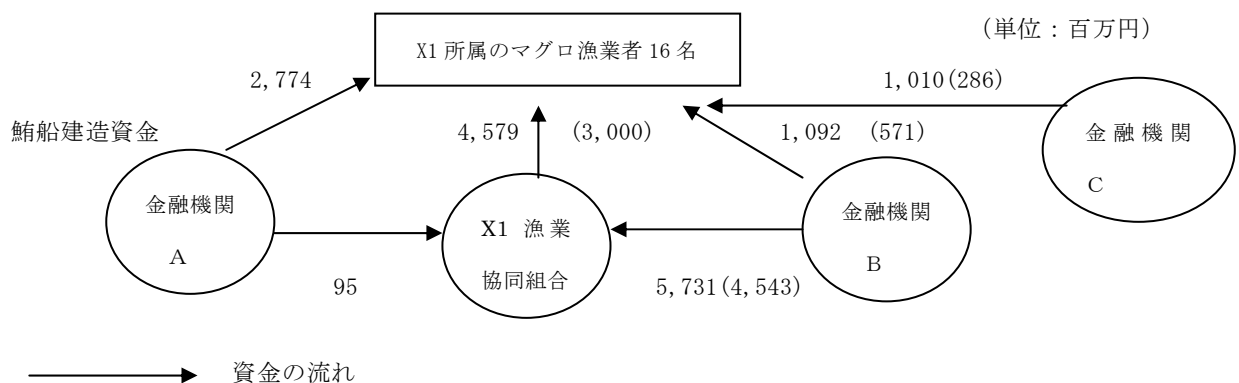 (単位:百万円)
X1 所属のマグロ漁業者 16 名
2,774
1,010(286)
鮪船建造資金
4,579 (3,000)
1,092 (571)
金融機関
C
金融機関
A
X1 漁業
協同組合
金融機関
B
95
5,731(4,543)
資金の流れ